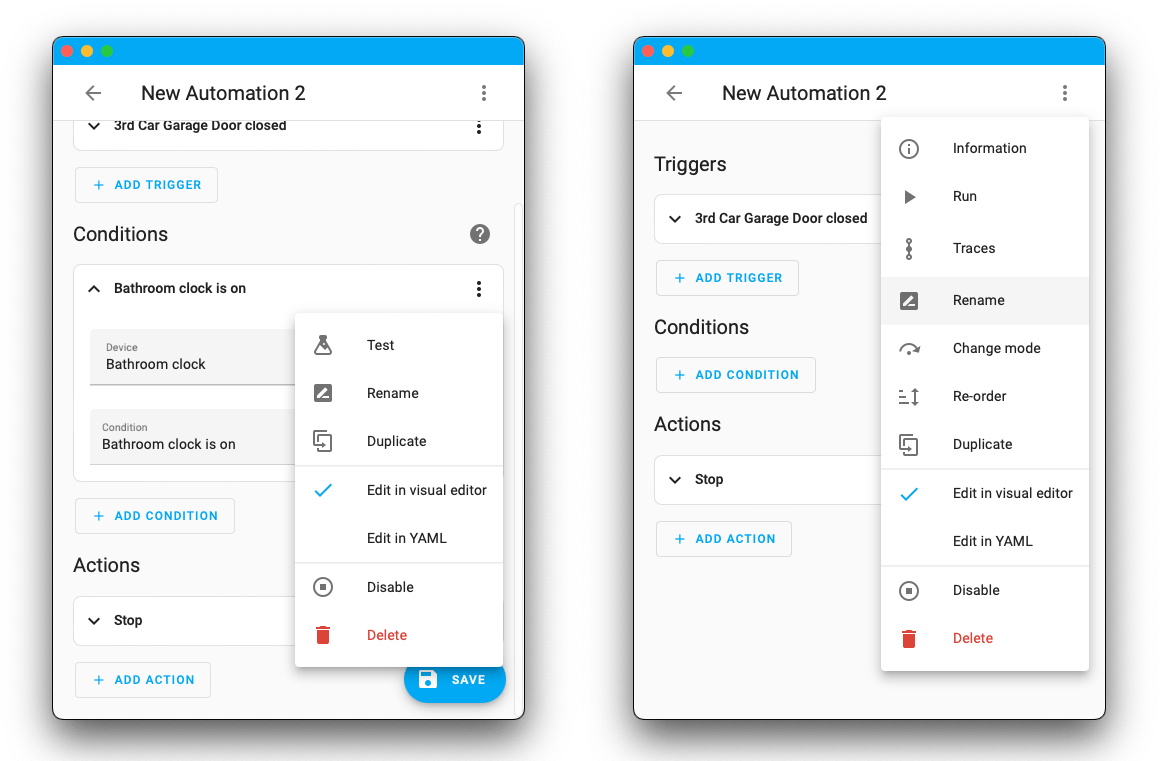 New Automation 2
3rd Car Garage Door closed
ADD TRIGGER
Conditions
Bathroom clock is on
Device
Bathroom clock
Condition
Bathroom clock is on
ADD CONDITION
Actions
Stop
ADD ACTION
Test
Rename
Duplicate
Edit in visual editor
Edit in YAML
Disable
Delete
SAVE
New Automation 2
Triggers
3rd Car Garage Door closed
ADD TRIGGER
Conditions
ADD CONDITION
Actions
Stop
ADD ACTION
Information
Run
Traces
Rename
Change mode
Re-order
Duplicate
Edit in visual editor
Edit in YAML
Disable
Delete